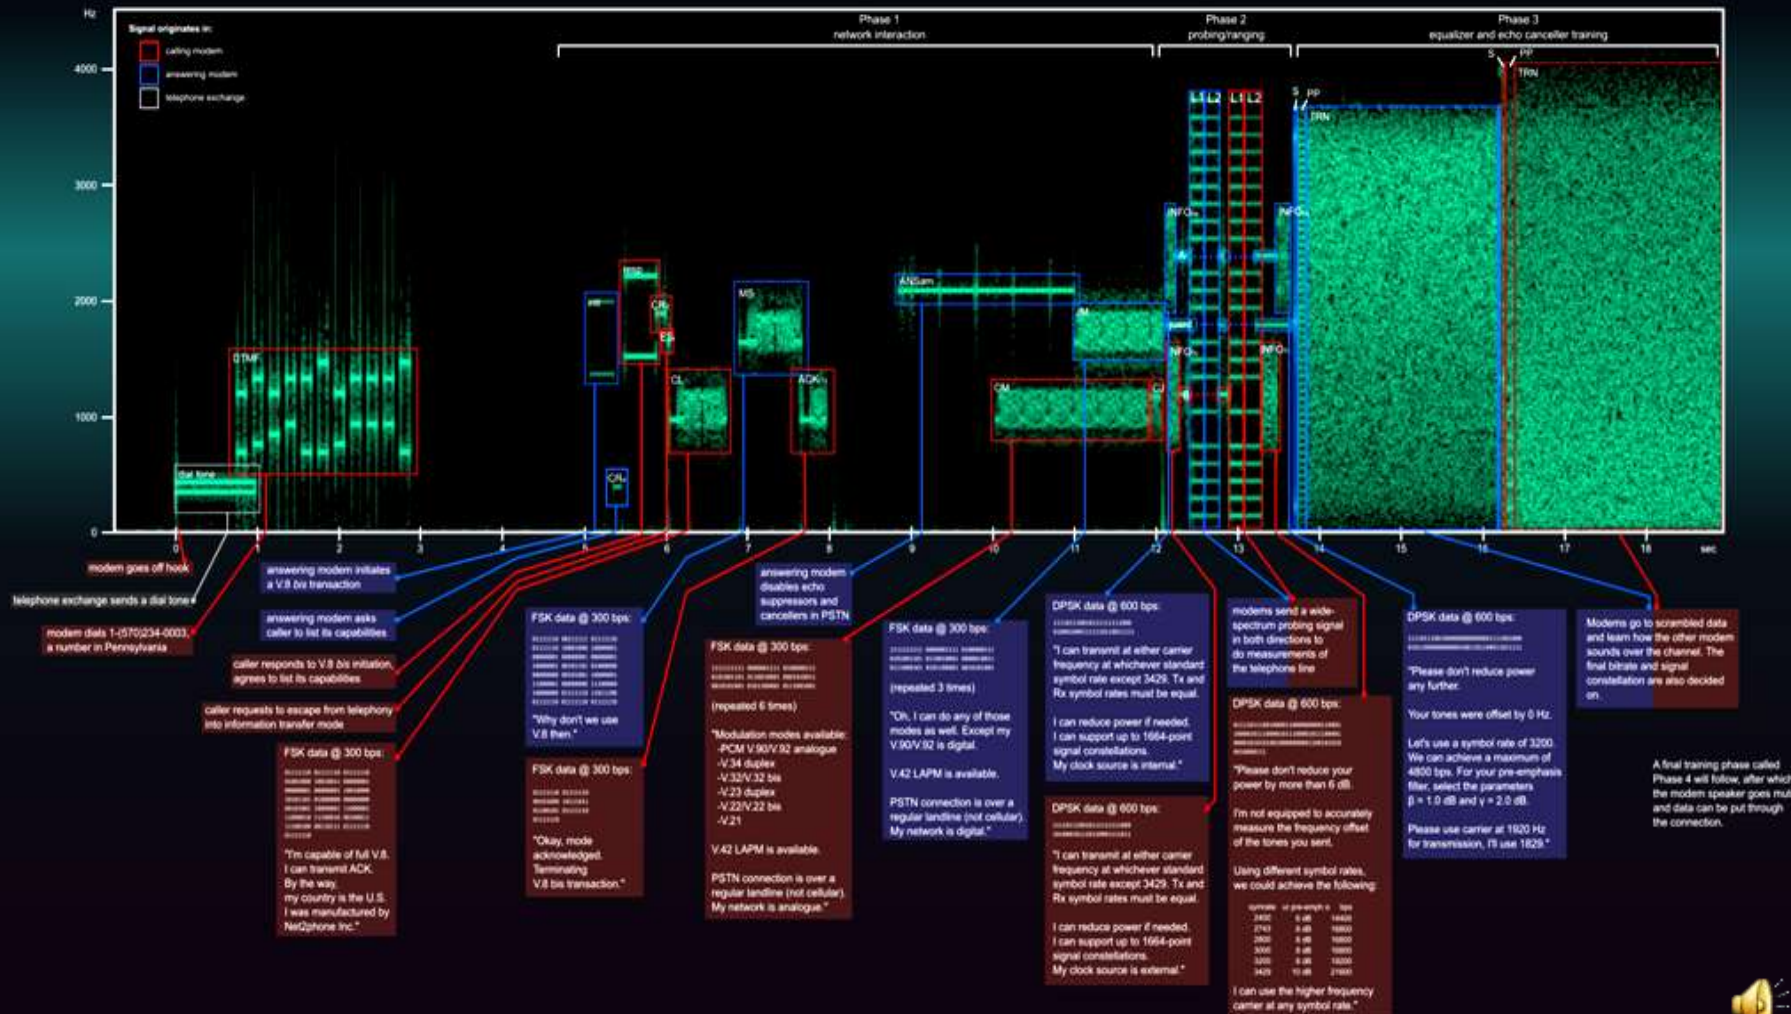 Hz
Signal originates in:
calling modem
answering modem
telephone exchange
Phase 1
network interaction
Phase 2
probing/ranging
Phase 3
equalizer and echo canceller training
4000
3000
2000
1000
0
dial tone
DTMF
CL
MS
ANSam
CM
CJ
L1 L2
L1 L2
S PP
TRN
S PP
TRN
0 1 2 3 4 5 6 7 8 9 10 11 12 13 14 15 16 17 18 sec
modem goes off hook
telephone exchange sends a dial tone
modem dials 1-(570)234-0003,
a number in Pennsylvania
answering modem initiates
a V.8 bis transaction
answering modem asks
caller to list its capabilities
caller responds to V.8 bis initiation,
agrees to list its capabilities
caller requests to escape from telephony
into information transfer mode
FSK data @ 300 bps:
"I'm capable of full V.8.
I can transmit ACK.
By the way,
my country is the U.S.
I was manufactured by
Net2phone Inc."
FSK data @ 300 bps:
"Why don't we use
V.8 then."
FSK data @ 300 bps:
"Okay, mode
acknowledged.
Terminating
V.8 bis transaction."
answering modem
disables echo
suppressors and
cancellers in PSTN
FSK data @ 300 bps:
(repeated 6 times)
"Modulation modes available:
-PCM V.90/V.92 analogue
-V.34 duplex
-V.32/V.32 bis
-V.23 duplex
-V.22/V.22 bis
-V.21
V.42 LAPM is available.
PSTN connection is over a
regular landline (not cellular).
My network is analogue."
FSK data @ 300 bps:
(repeated 3 times)
"Oh, I can do any of those
modes as well. Except my
V.90/V.92 is digital.
V.42 LAPM is available.
PSTN connection is over a
regular landline (not cellular).
My network is digital."
DPSK data @ 600 bps:
"I can transmit at either carrier
frequency at whichever standard
symbol rate except 3429. Tx and
Rx symbol rates must be equal.
I can reduce power if needed.
I can support up to 1664-point
signal constellations.
My clock source is internal."
DPSK data @ 600 bps:
"I can transmit at either carrier
frequency at whichever standard
symbol rate except 3429. Tx and
Rx symbol rates must be equal.
I can reduce power if needed.
I can support up to 1664-point
signal constellations.
My clock source is external."
modems send a wide-
spectrum probing signal
in both directions to
do measurements of
the telephone line
DPSK data @ 600 bps:
"Please don't reduce your
power by more than 6 dB.
I'm not equipped to accurately
measure the frequency offset
of the tones you sent.
Using different symbol rates,
we could achieve the following:
2400
2743
2800
3000
3200
3429 10 dB
I can use the higher frequency
carrier at any symbol rate."
DPSK data @ 600 bps:
"Please don't reduce power
any further.
Your tones were offset by 0 Hz.
Let's use a symbol rate of 3200.
We can achieve a maximum of
4800 bps. For your pre-emphasis
filter, select the parameters
β = 1.0 dB and γ = 2.0 dB.
Please use carrier at 1920 Hz
for transmission, I'll use 1829."
Modems go to scrambled data
and learn how the other modem
sounds over the channel. The
final bitrate and signal
constellation are also decided
on.
A final training phase called
Phase 4 will follow, after which
the modem speaker goes mut
and data can be put through
the connection.